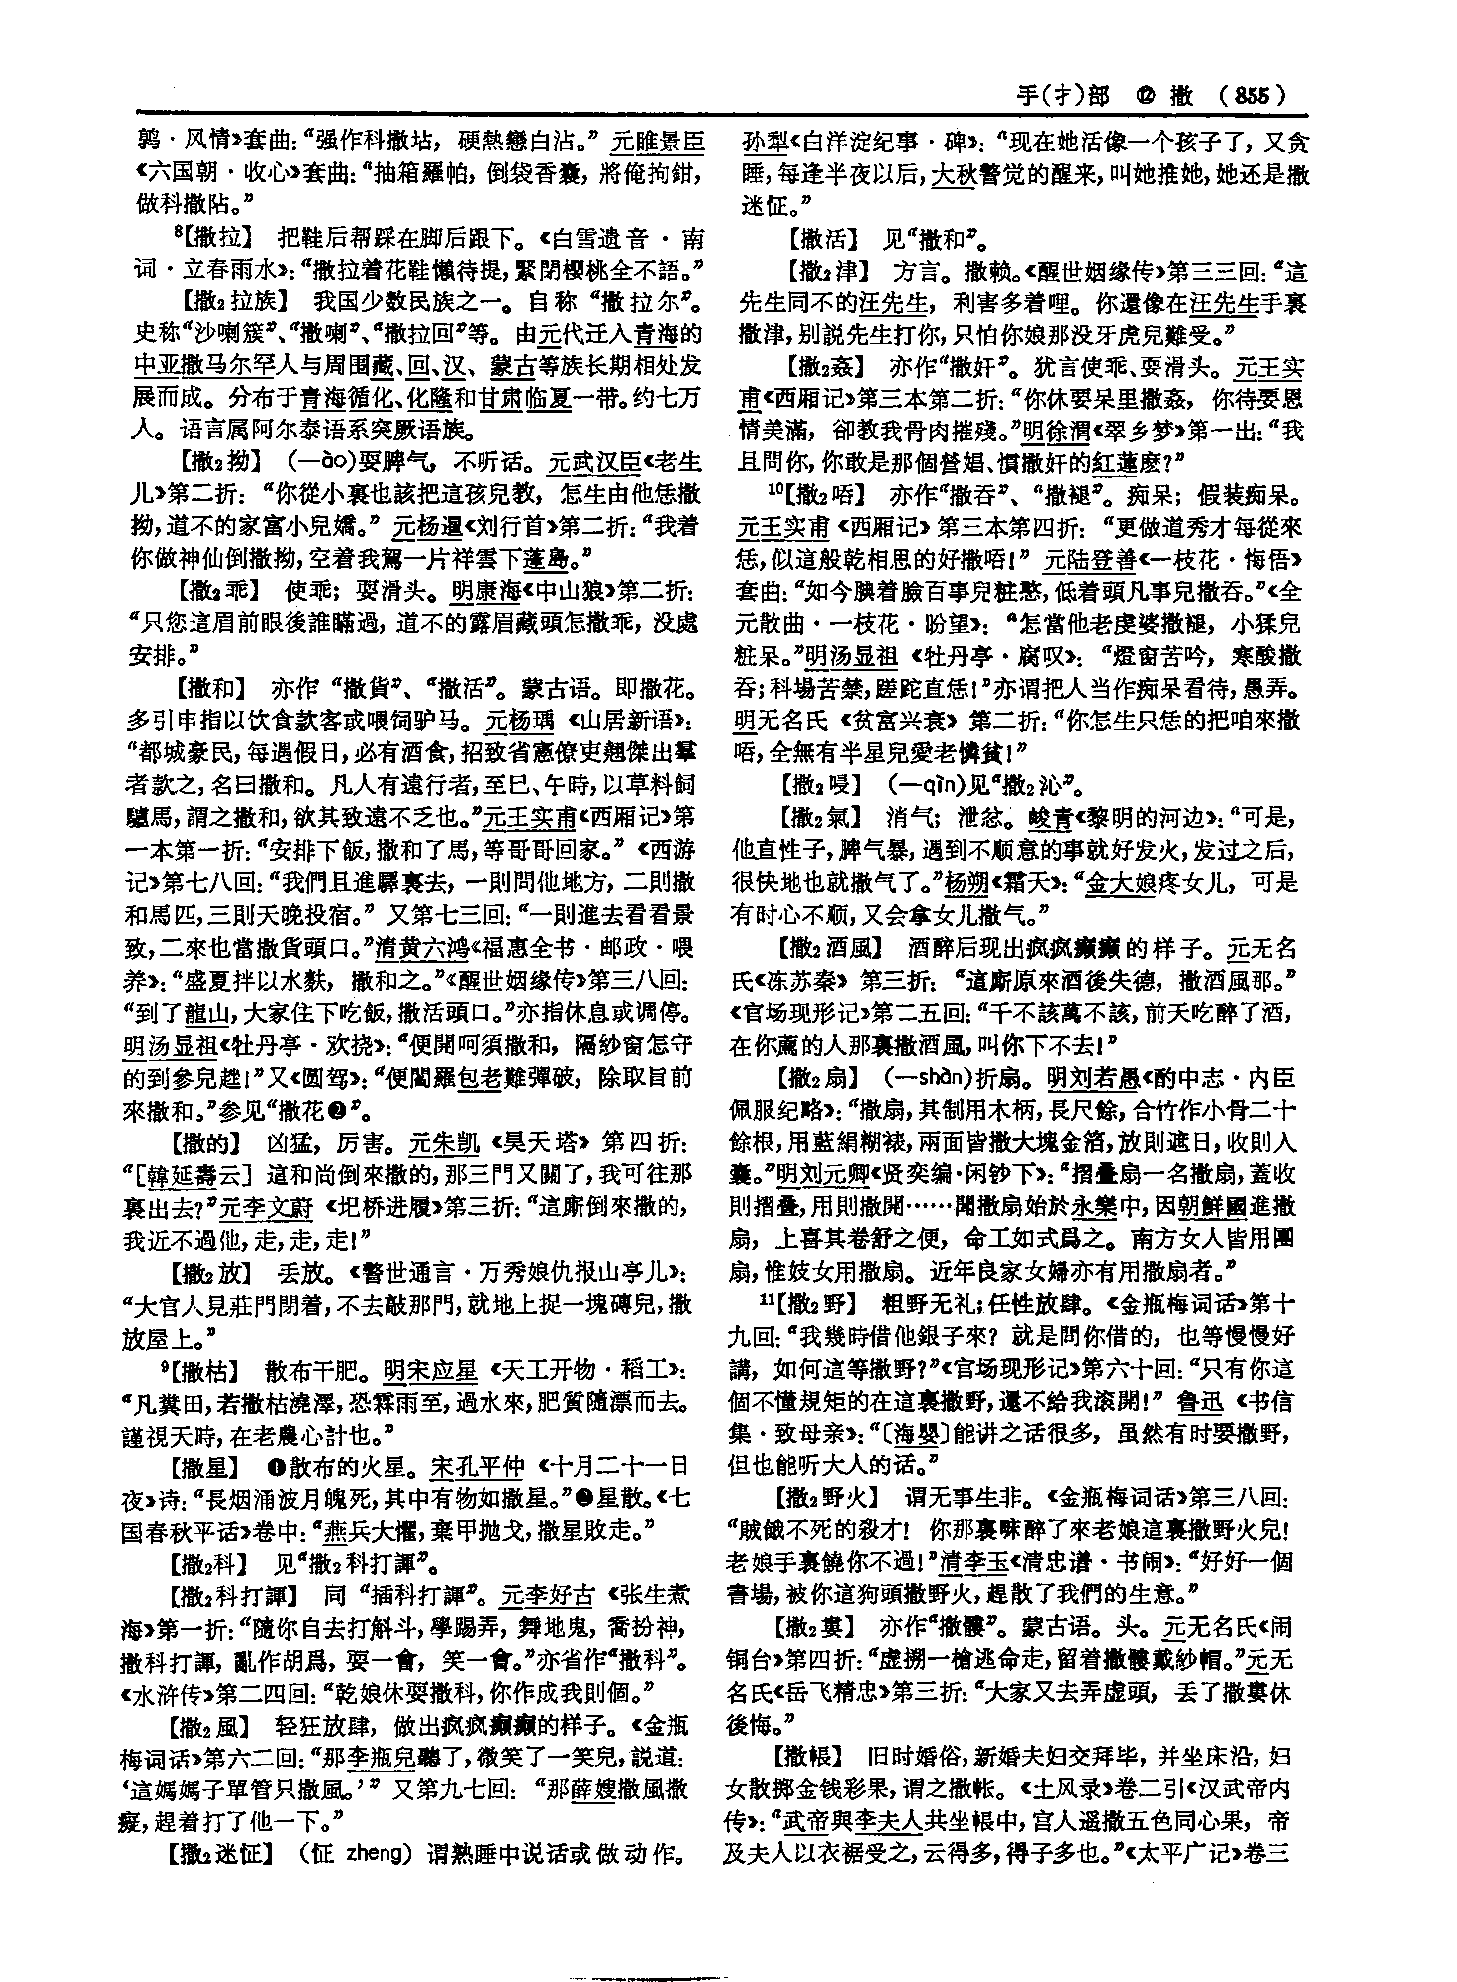 手(扌)部 ⑫ 撒 (855)
鹑·风情》套曲：“强作科撒坫，硬熱戀白沾。”元睢景臣
《六国朝·收心》套曲：“抽箱羅帕，倒袋香囊，將俺拘鉗，
做科撒阽。”
⁸【撒拉】 把鞋后帮踩在脚后跟下。《白雪遗音·南
词·立春雨水》：“撒拉着花鞋懶待提，緊閉櫻桃全不語。”
【撒₂拉族】 我国少数民族之一。自称“撒拉尔”。
史称“沙喇簇”、“撒喇”、“撒拉回”等。由元代迁入青海的
中亚撒马尔罕人与周围藏、回、汉、蒙古等族长期相处发
展而成。分布于青海循化、化隆和甘肃临夏一带。约七万
人。语言属阿尔泰语系突厥语族。
【撒₂拗】 (—ào)耍脾气，不听话。元武汉臣《老生
儿》第二折：“你從小裏也該把這孩兒教，怎生由他恁撒
拗，道不的家富小兒嬌。”元杨暹《刘行首》第二折：“我着
你做神仙倒撒拗，空着我駕一片祥雲下蓬島。”
【撒₂乖】 使乖；耍滑头。明康海《中山狼》第二折：
“只您這眉前眼後誰瞞過，道不的露眉藏頭怎撒乖，没處
安排。”
【撒和】 亦作“撒貨”、“撒活”。蒙古语。即撒花。
多引申指以饮食款客或喂饲驴马。元杨瑀《山居新语》：
“都城豪民，每遇假日，必有酒食，招致省憲僚吏翹傑出羣
者款之，名曰撒和。凡人有遠行者，至巳、午時，以草料飼
驢馬，謂之撒和，欲其致遠不乏也。”元王实甫《西厢记》第
一本第一折：“安排下飯，撒和了馬，等哥哥回家。”《西游
记》第七八回：“我們且進驛裏去，一則問他地方，二則撒
和馬匹，三則天晚投宿。”又第七三回：“一則進去看看景
致，二來也當撒貨頭口。”清黄六鸿《福惠全书·邮政·喂
养》：“盛夏拌以水麩，撒和之。”《醒世姻缘传》第三八回：
“到了龍山，大家住下吃飯，撒活頭口。”亦指休息或调停。
明汤显祖《牡丹亭·欢挠》：“便開呵須撒和，隔紗窗怎守
的到參兒趖！”又《圆驾》：“便閻羅包老難彈破，除取旨前
來撒和。”参见“撒花❷”。
【撒的】 凶猛，厉害。元朱凯《昊天塔》第四折：
“[韓延壽云]這和尚倒來撒的，那三門又關了，我可往那
裏出去？”元李文蔚《圯桥进履》第三折：“這廝倒來撒的，
我近不過他，走，走，走！”
【撒₂放】 丢放。《警世通言·万秀娘仇报山亭儿》：
“大官人見莊門閉着，不去敲那門，就地上捉一塊磚兒，撒
放屋上。”
⁹【撒枯】 散布干肥。明宋应星《天工开物·稻工》：
“凡糞田，若撒枯澆澤，恐霖雨至，過水來，肥質隨漂而去。
謹視天時，在老農心計也。”
【撒星】 ❶散布的火星。宋孔平仲《十月二十一日
夜》诗：“長烟涌波月魄死，其中有物如撒星。”❷星散。《七
国春秋平话》卷中：“燕兵大懼，棄甲抛戈，撒星敗走。”
【撒₂科】 见“撒₂科打諢”。
【撒₂科打諢】 同“插科打諢”。元李好古《张生煮
海》第一折：“隨你自去打斛斗，學踢弄，舞地鬼，喬扮神，
撒科打諢，亂作胡爲，耍一會，笑一會。”亦省作“撒科”。
《水浒传》第二四回：“乾娘休耍撒科，你作成我則個。”
【撒₂風】 轻狂放肆，做出疯疯癫癫的样子。《金瓶
梅词话》第六二回：“那李瓶兒聽了，微笑了一笑兒，説道：
‘這媽媽子單管只撒風。’”又第九七回：“那薛嫂撒風撒
癡，趕着打了他一下。”
【撒₂迷怔】 (怔 zheng) 谓熟睡中说话或做动作。
孙犁《白洋淀纪事·碑》：“现在她活像一个孩子了，又贪
睡，每逢半夜以后，大秋警觉的醒来，叫她推她，她还是撒
迷怔。”
【撒活】 见“撒和”。
【撒₂津】 方言。撒赖。《醒世姻缘传》第三三回：“這
先生同不的汪先生，利害多着哩。你還像在汪先生手裏
撒津，别説先生打你，只怕你娘那没牙虎兒難受。”
【撒₂姦】 亦作“撒奸”。犹言使乖、耍滑头。元王实
甫《西厢记》第三本第二折：“你休要呆里撒姦，你待要恩
情美滿，卻教我骨肉摧殘。”明徐渭《翠乡梦》第一出：“我
且問你，你敢是那個營娼、慣撒奸的紅蓮麽？”
¹⁰【撒₂唔】 亦作“撒吞”、“撒褪”。痴呆；假装痴呆。
元王实甫《西厢记》第三本第四折：“更做道秀才每從來
恁，似這般乾相思的好撒唔！”元陆登善《一枝花·悔悟》
套曲：“如今腆着臉百事兒粧憨，低着頭凡事兒撒吞。”《全
元散曲·一枝花·盼望》：“怎當他老虔婆撒褪，小猱兒
粧呆。”明汤显祖《牡丹亭·腐叹》：“燈窗苦吟，寒酸撒
吞；科場苦禁，蹉跎直恁！”亦谓把人当作痴呆看待，愚弄。
明无名氏《贫富兴衰》第二折：“你怎生只恁的把咱來撒
唔，全無有半星兒愛老憐貧！”
【撒₂唚】 (—qìn)见“撒₂沁”。
【撒₂氣】 消气；泄忿。峻青《黎明的河边》：“可是，
他直性子，脾气暴，遇到不顺意的事就好发火，发过之后，
很快地也就撒气了。”杨朔《霜天》：“金大娘疼女儿，可是
有时心不顺，又会拿女儿撒气。”
【撒₂酒風】 酒醉后现出疯疯癫癫的样子。元无名
氏《冻苏秦》第三折：“這廝原來酒後失德，撒酒風那。”
《官场现形记》第二五回：“千不該萬不該，前天吃醉了酒，
在你薦的人那裏撒酒風，叫你下不去！”
【撒₂扇】 (—shàn)折扇。明刘若愚《酌中志·内臣
佩服纪略》：“撒扇，其制用木柄，長尺餘，合竹作小骨二十
餘根，用藍絹糊裱，兩面皆撒大塊金箔，放則遮日，收則入
囊。”明刘元卿《贤奕编·闲钞下》：“摺疊扇一名撒扇，蓋收
則摺疊，用則撒開……聞撒扇始於永樂中，因朝鮮國進撒
扇，上喜其卷舒之便，命工如式爲之。南方女人皆用團
扇，惟妓女用撒扇。近年良家女婦亦有用撒扇者。”
¹¹【撒₂野】 粗野无礼；任性放肆。《金瓶梅词话》第十
九回：“我幾時借他銀子來？就是問你借的，也等慢慢好
講，如何這等撒野？”《官场现形记》第六十回：“只有你這
個不懂規矩的在這裏撒野，還不給我滚開！”鲁迅《书信
集·致母亲》：“〔海嬰〕能讲之话很多，虽然有时要撒野，
但也能听大人的话。”
【撒₂野火】 谓无事生非。《金瓶梅词话》第三八回：
“賊餓不死的殺才！你那裏㖭醉了來老娘這裏撒野火兒！
老娘手裏饒你不過！”清李玉《清忠谱·书闹》：“好好一個
書場，被你這狗頭撒野火，趕散了我們的生意。”
【撒₂婁】 亦作“撒髏”。蒙古语。头。元无名氏《闹
铜台》第四折：“虚搠一槍逃命走，留着撒髏戴紗帽。”元无
名氏《岳飞精忠》第三折：“大家又去弄虚頭，丢了撒婁休
後悔。”
【撒帳】 旧时婚俗，新婚夫妇交拜毕，并坐床沿，妇
女散掷金钱彩果，谓之撒帐。《土风录》卷二引《汉武帝内
传》：“武帝與李夫人共坐帳中，宫人遥撒五色同心果，帝
及夫人以衣裾受之，云得多，得子多也。”《太平广记》卷三